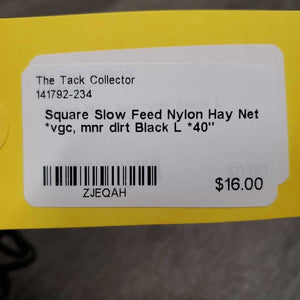 The Tack Collector
141792-234
Square Slow Feed Nylon Hay Net
*vgc, mnr dirt Black L *40"
ZJEQAH
$16.00